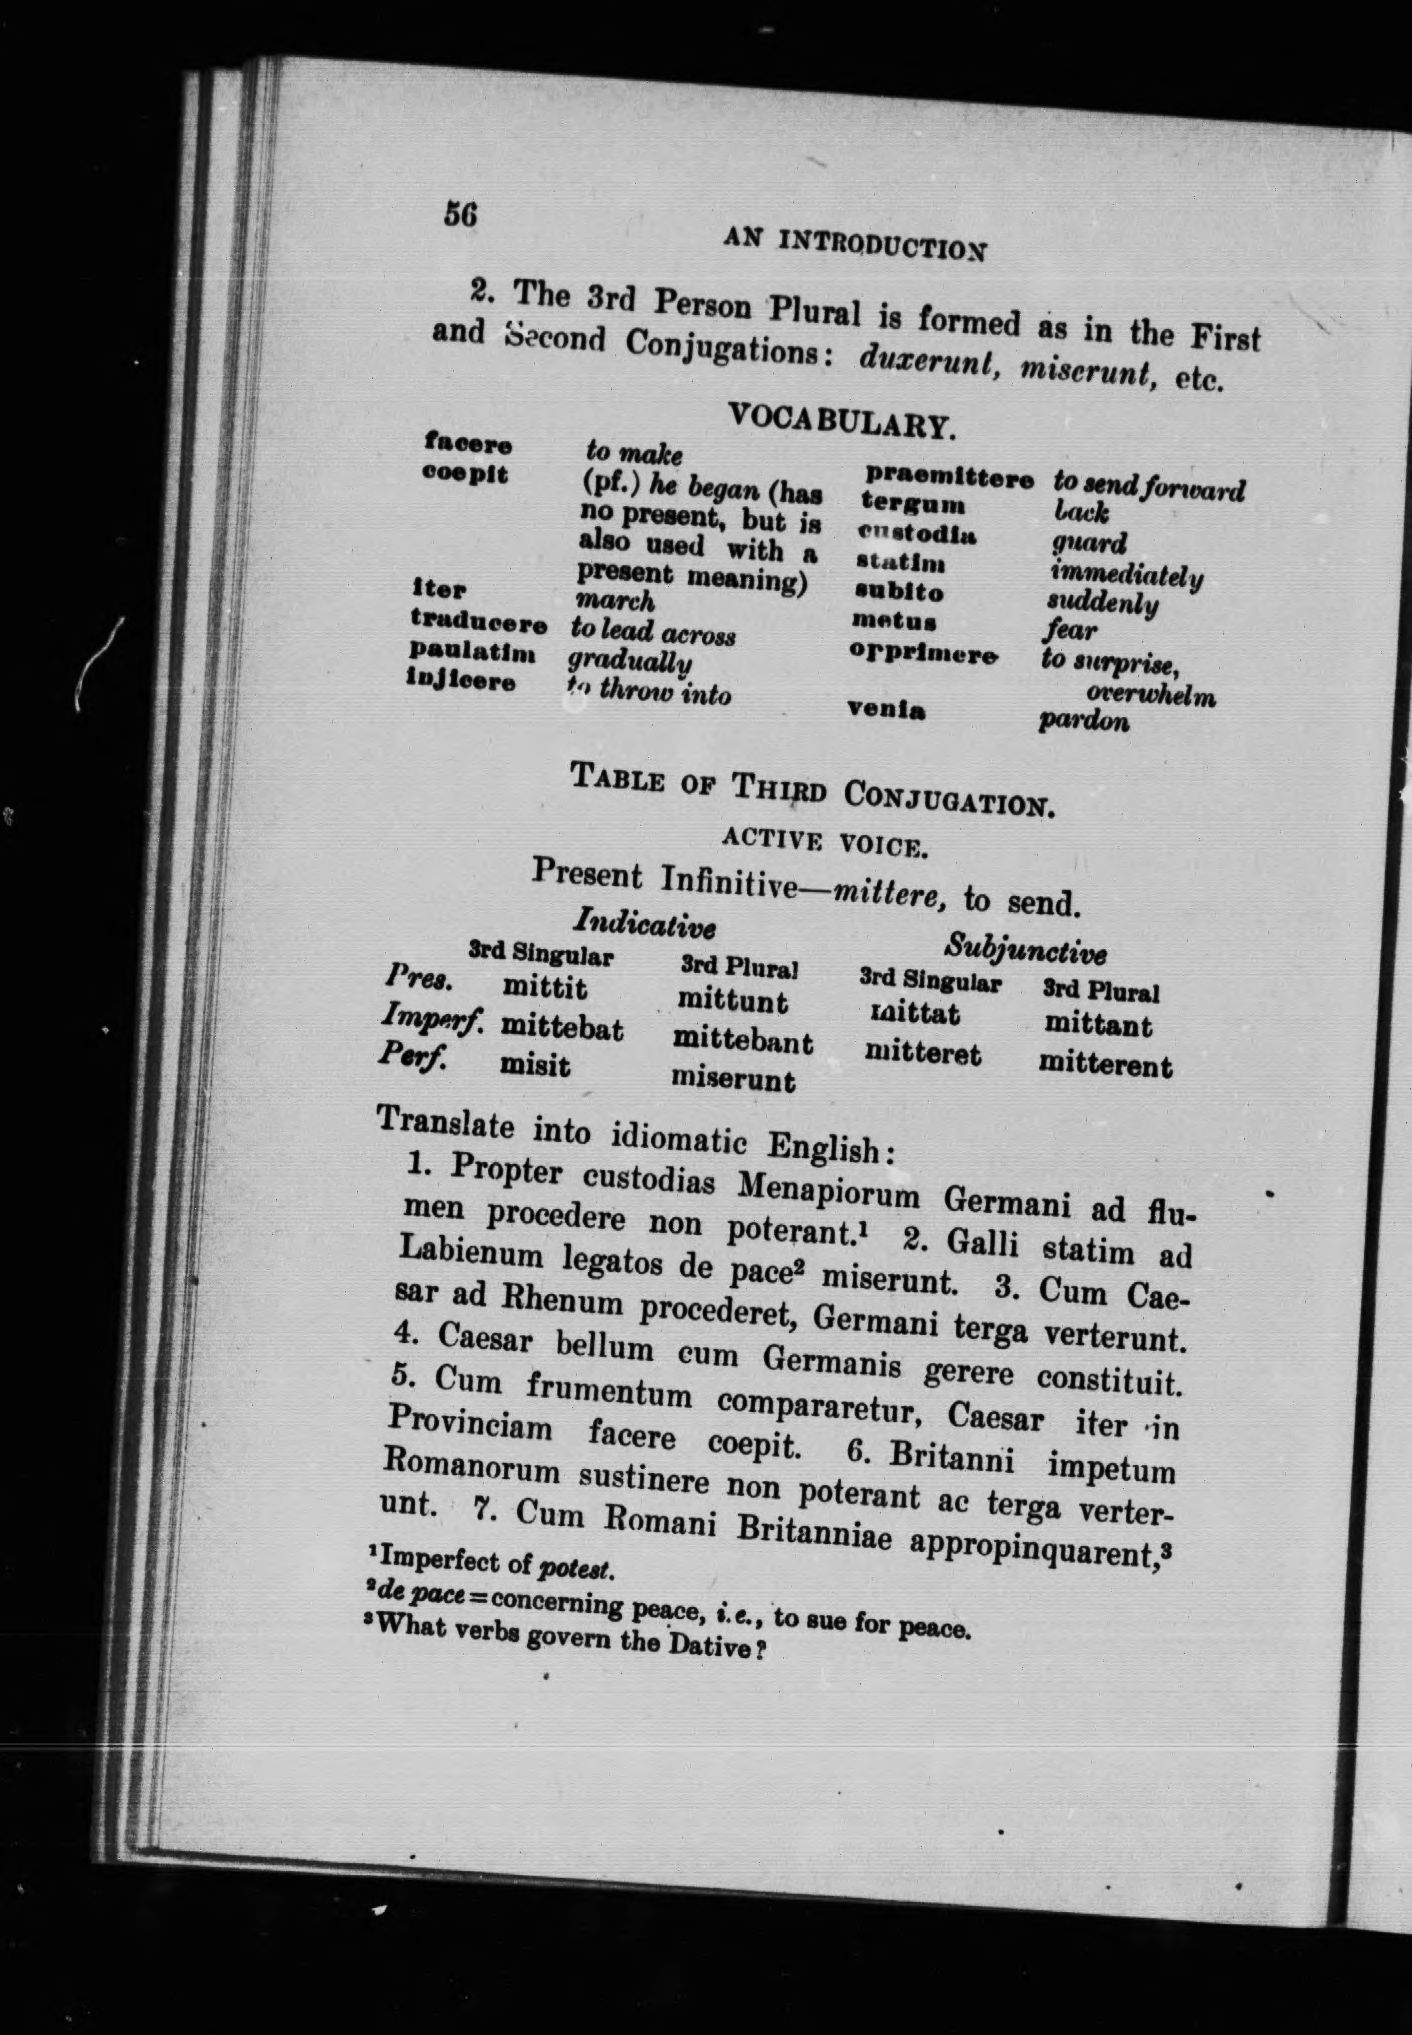 56
AN INTRODUCTION
2. The 3rd Person Plural is formed as in the First
and Second Conjugations: duxerunt, miserunt, etc.
VOCABULARY.
facere to make
coepit (pf.) he began (has
no present, but is
also used with a
present meaning)
iter march
traducere to lead across
paulatim gradually
injicere to throw into
praemittere to send forward
tergum back
custodia guard
statim immediately
subito suddenly
metus fear
opprimere to surprise,
overwhelm
venia pardon
TABLE OF THIRD CONJUGATION.
ACTIVE VOICE.
Present Infinitive—mittere, to send.
Indicative Subjunctive
3rd Singular 3rd Plural 3rd Singular 3rd Plural
Pres. mittit mittunt mittat mittant
Imperf. mittebat mittebant mitteret mitterent
Perf. misit miserunt
Translate into idiomatic English:
1. Propter custodias Menapiorum Germani ad flu-
men procedere non poterant.¹ 2. Galli statim ad
Labienum legatos de pace² miserunt. 3. Cum Cae-
sar ad Rhenum procederet, Germani terga verterunt.
4. Caesar bellum cum Germanis gerere constituit.
5. Cum frumentum compararetur, Caesar iter in
Provinciam facere coepit. 6. Britanni impetum
Romanorum sustinere non poterant ac terga verter-
unt. 7. Cum Romani Britanniae appropinquarent,³
¹Imperfect of potest.
²de pace=concerning peace, i.e., to sue for peace.
³What verbs govern the Dative?